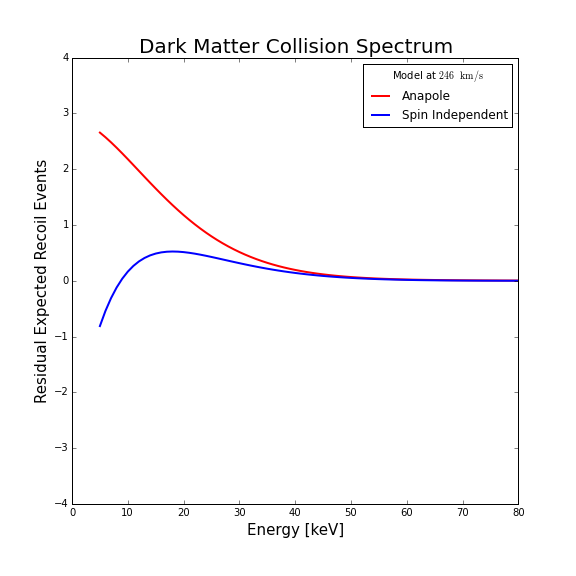 Dark Matter Collision Spectrum
Model at 246 km/s
Anapole
Spin Independent
Residual Expected Recoil Events
4
3
2
1
0
−1
−2
−3
−4
0 10 20 30 40 50 60 70 80
Energy [keV]